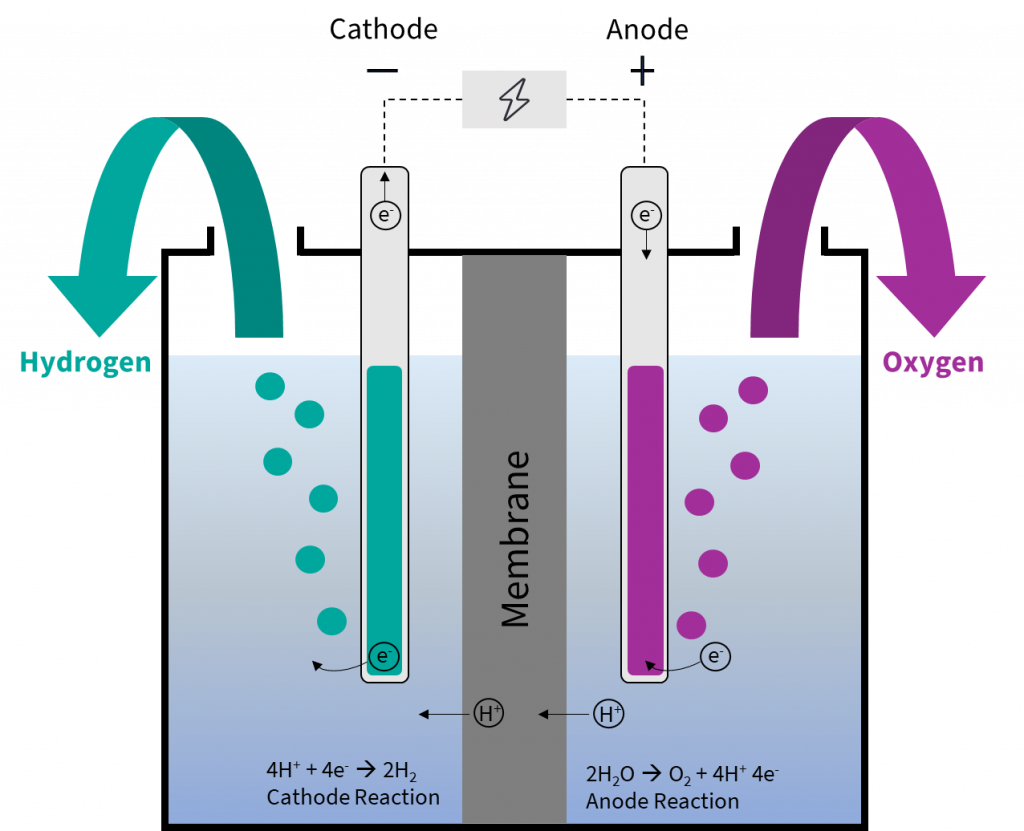 Cathode
Anode
−
+
e⁻
e⁻
Hydrogen
Oxygen
Membrane
e⁻
e⁻
H⁺
H⁺
4H⁺ + 4e⁻ → 2H₂
Cathode Reaction
2H₂O → O₂ + 4H⁺ 4e⁻
Anode Reaction